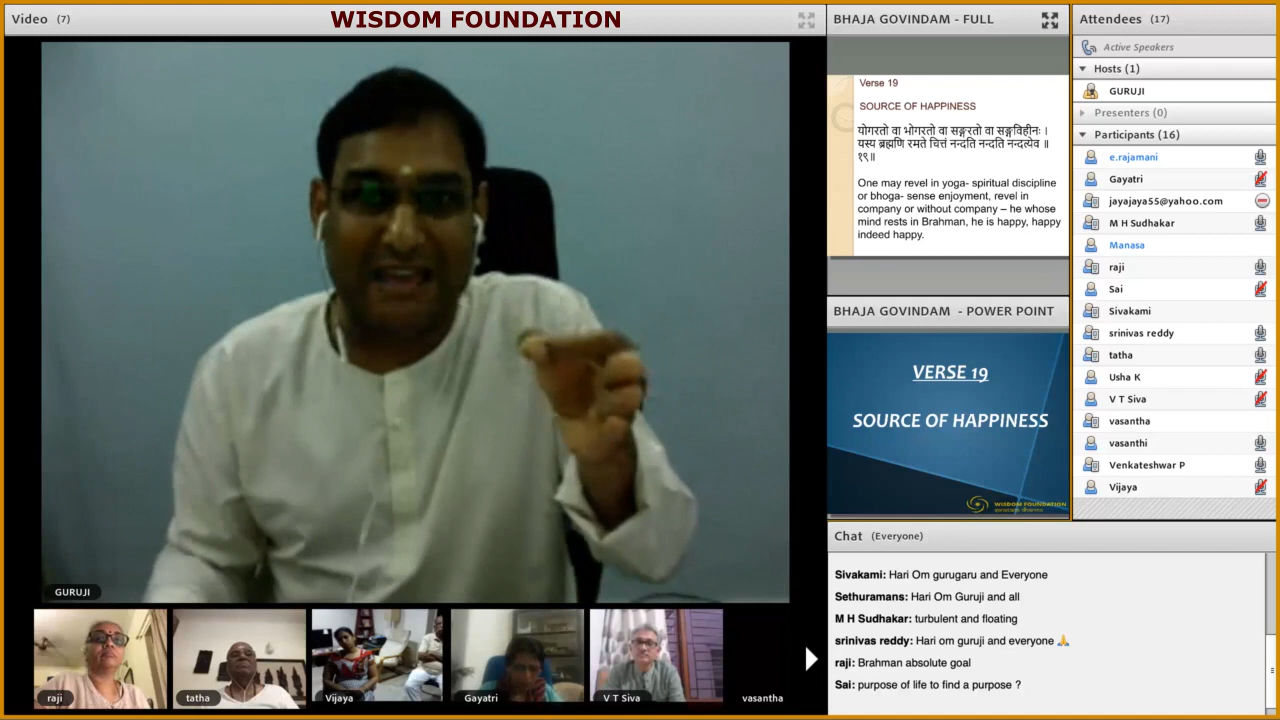 Video (7)
WISDOM FOUNDATION
GURUJI
raji
tatha
Vijaya
Gayatri
V T Siva
vasantha
BHAJA GOVINDAM - FULL
Verse 19
SOURCE OF HAPPINESS
योगरतो वा भोगरतो वा सङ्गरतो वा सङ्गविहीनः ।
यस्य ब्रह्मणि रमते चित्तं नन्दति नन्दति नन्दत्येव ॥
१९॥
One may revel in yoga- spiritual discipline
or bhoga- sense enjoyment, revel in
company or without company – he whose
mind rests in Brahman, he is happy, happy
indeed happy.
BHAJA GOVINDAM - POWER POINT
VERSE 19
SOURCE OF HAPPINESS
WISDOM FOUNDATION
sanatana dharma
Attendees (17)
Active Speakers
Hosts (1)
GURUJI
Presenters (0)
Participants (16)
e.rajamani
Gayatri
jayajaya55@yahoo.com
M H Sudhakar
Manasa
raji
Sai
Sivakami
srinivas reddy
tatha
Usha K
V T Siva
vasantha
vasanthi
Venkateshwar P
Vijaya
Chat (Everyone)
Sivakami: Hari Om gurugaru and Everyone
Sethuramans: Hari Om Guruji and all
M H Sudhakar: turbulent and floating
srinivas reddy: Hari om guruji and everyone 🙏
raji: Brahman absolute goal
Sai: purpose of life to find a purpose ?